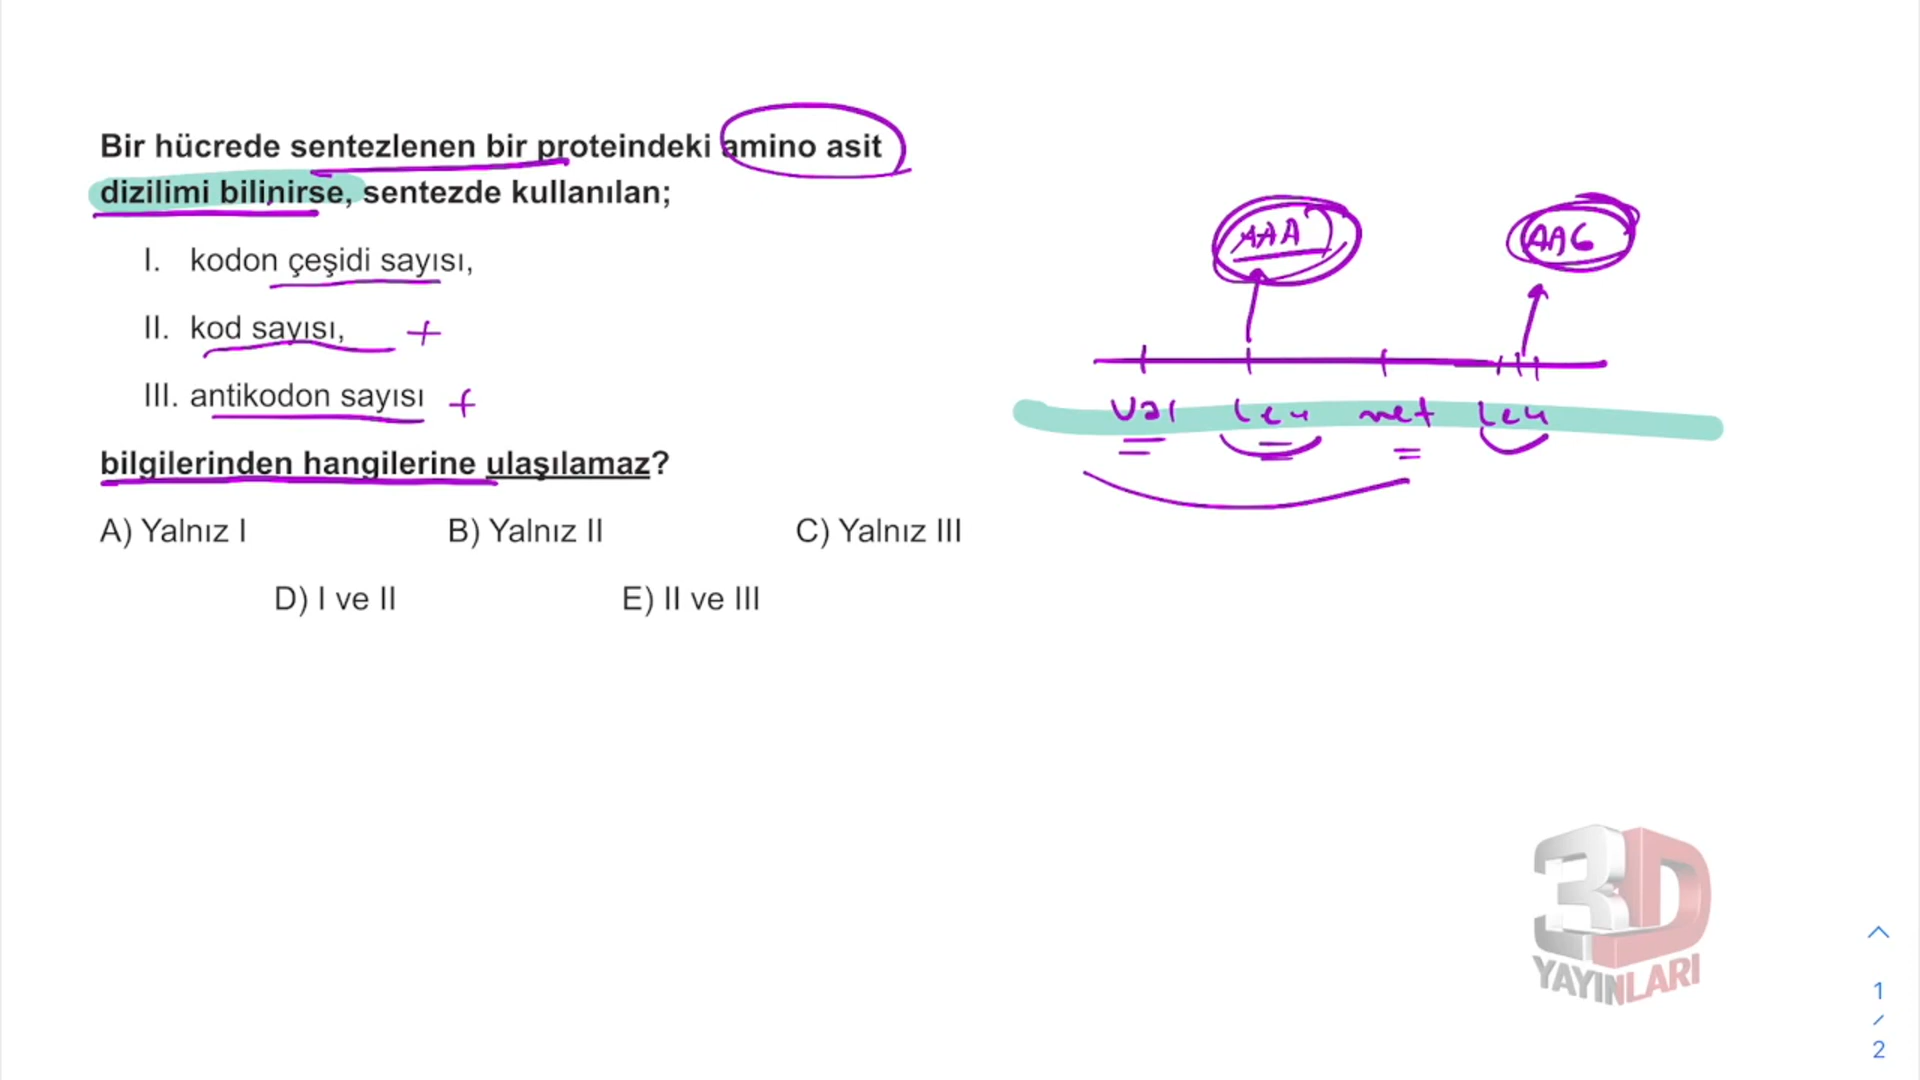 Bir hücrede sentezlenen bir proteindeki amino asit
dizilimi bilinirse, sentezde kullanılan;
I. kodon çeşidi sayısı,
II. kod sayısı, +
III. antikodon sayısı +
bilgilerinden hangilerine ulaşılamaz?
A) Yalnız I B) Yalnız II C) Yalnız III
D) I ve II E) II ve III
AAA AAG
Val Leu met Leu
3D
YAYINLARI
1
/
2